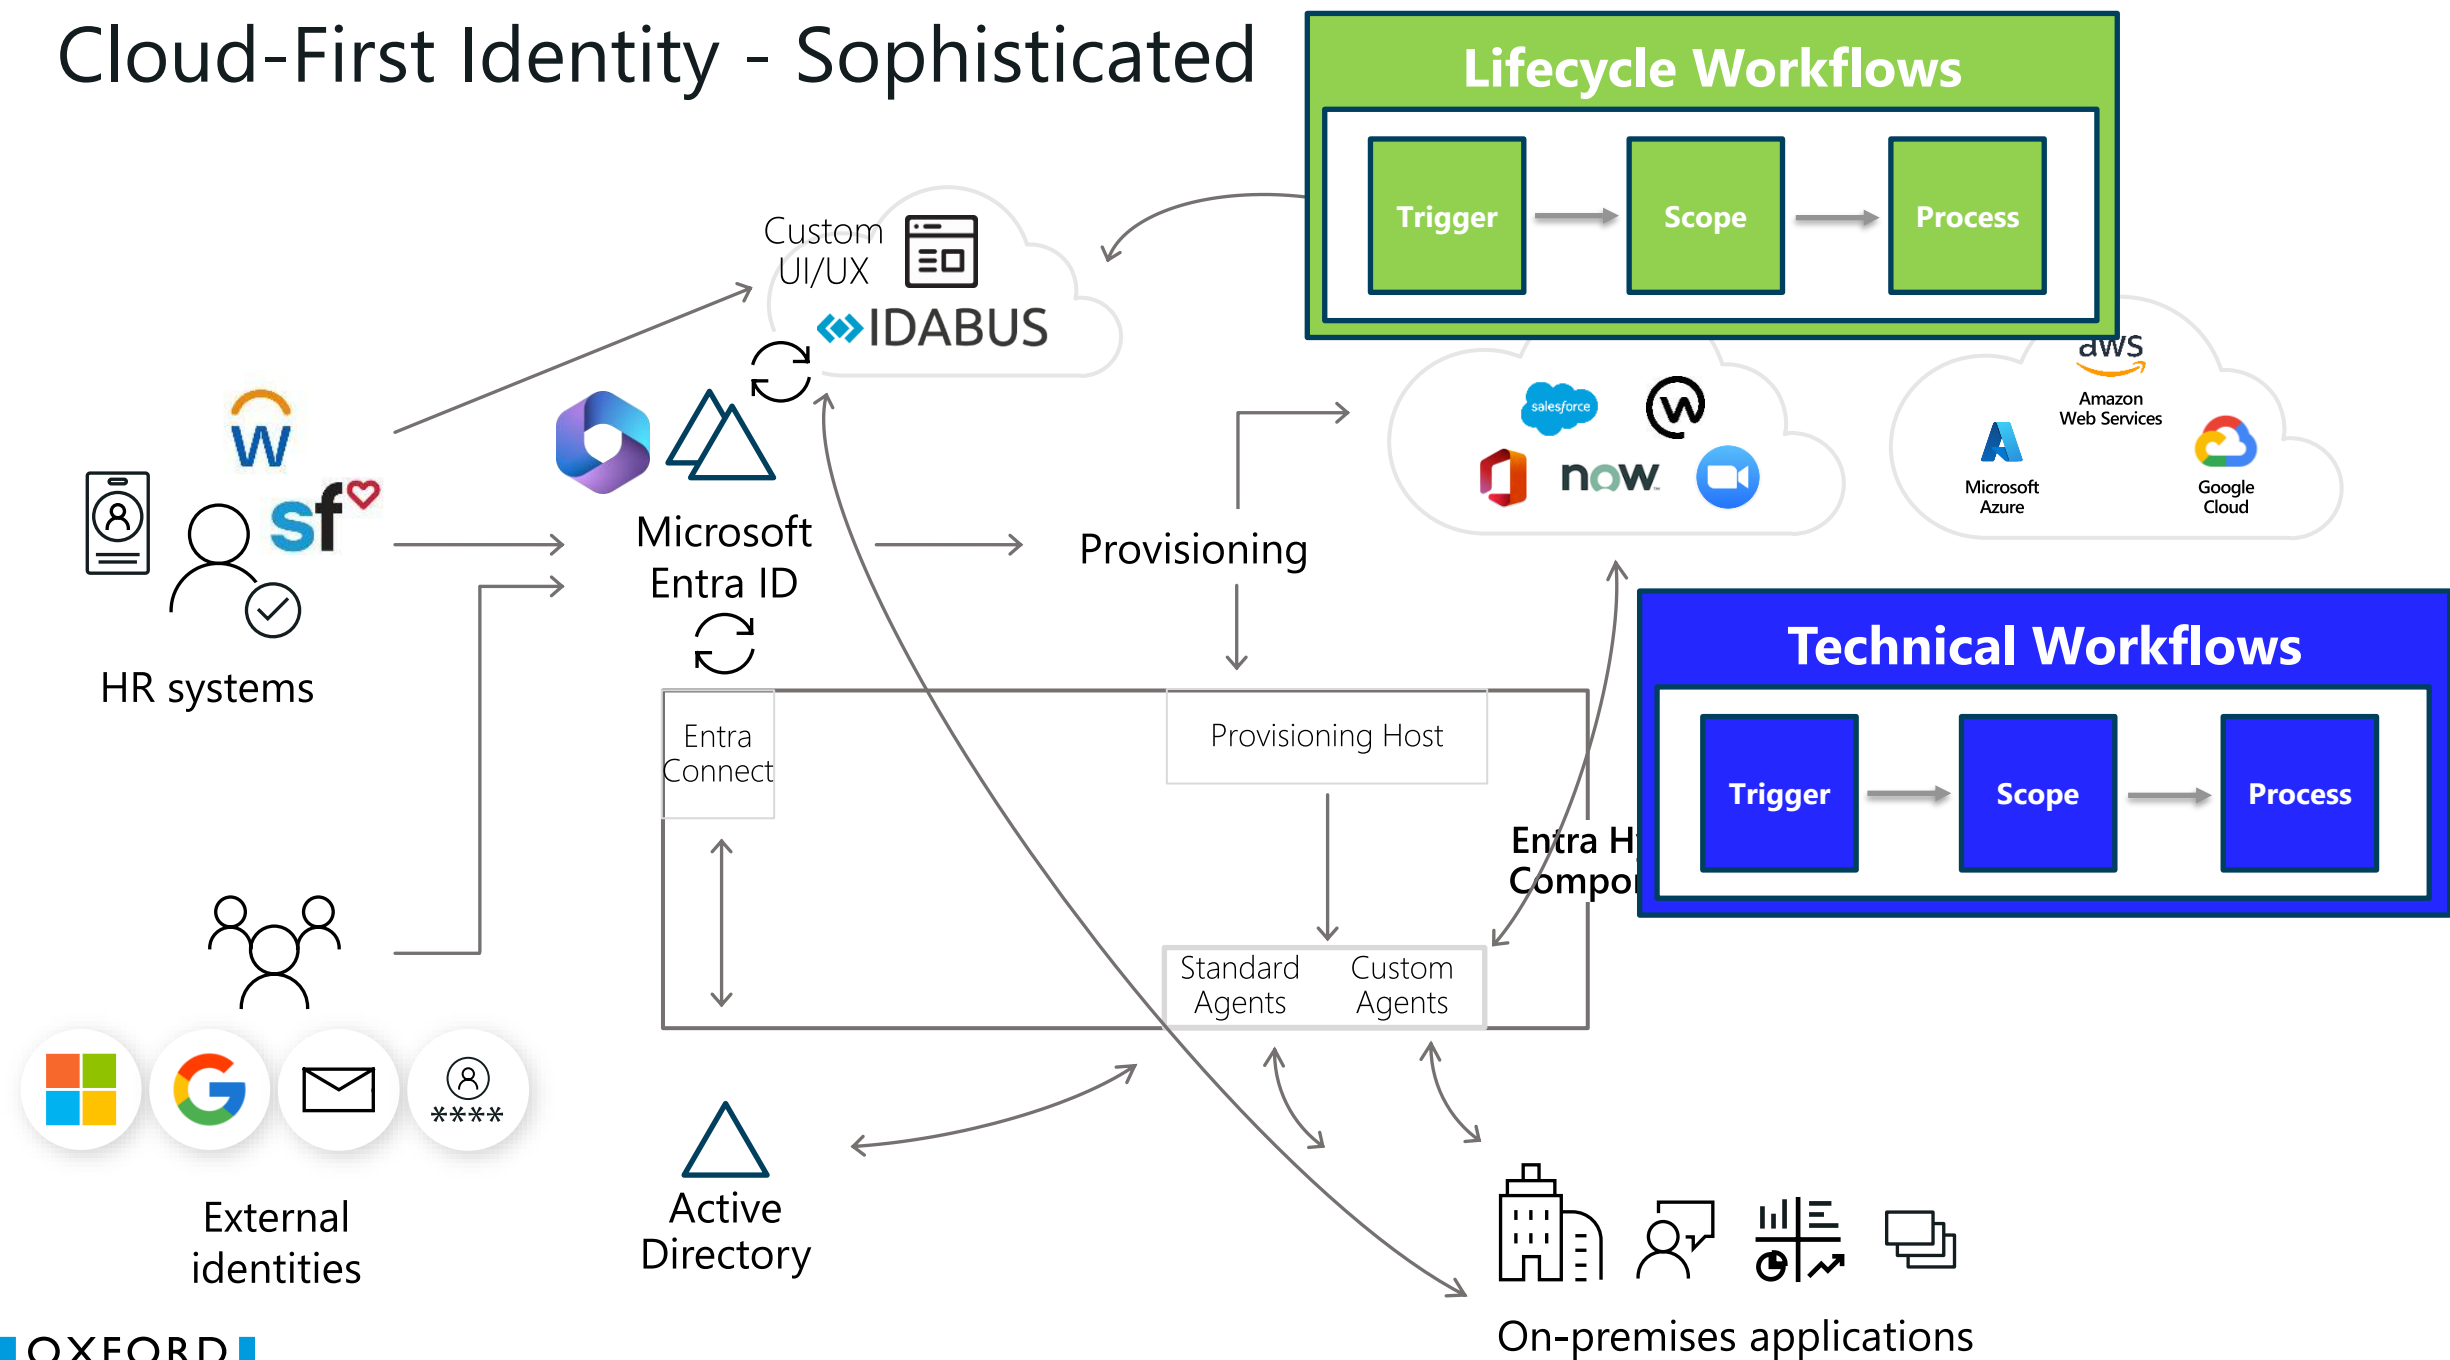 Cloud-First Identity - Sophisticated
Lifecycle Workflows
Trigger
Scope
Process
Custom
UI/UX
IDABUS
aws
Amazon
Web Services
Microsoft
Azure
Google
Cloud
salesforce
W
now
W
sf
HR systems
Microsoft
Entra ID
Provisioning
Technical Workflows
Trigger
Scope
Process
Entra
Connect
Provisioning Host
Entra
Standard
Agents
Custom
Agents
G
****
External
identities
Active
Directory
On-premises applications
OXFORD